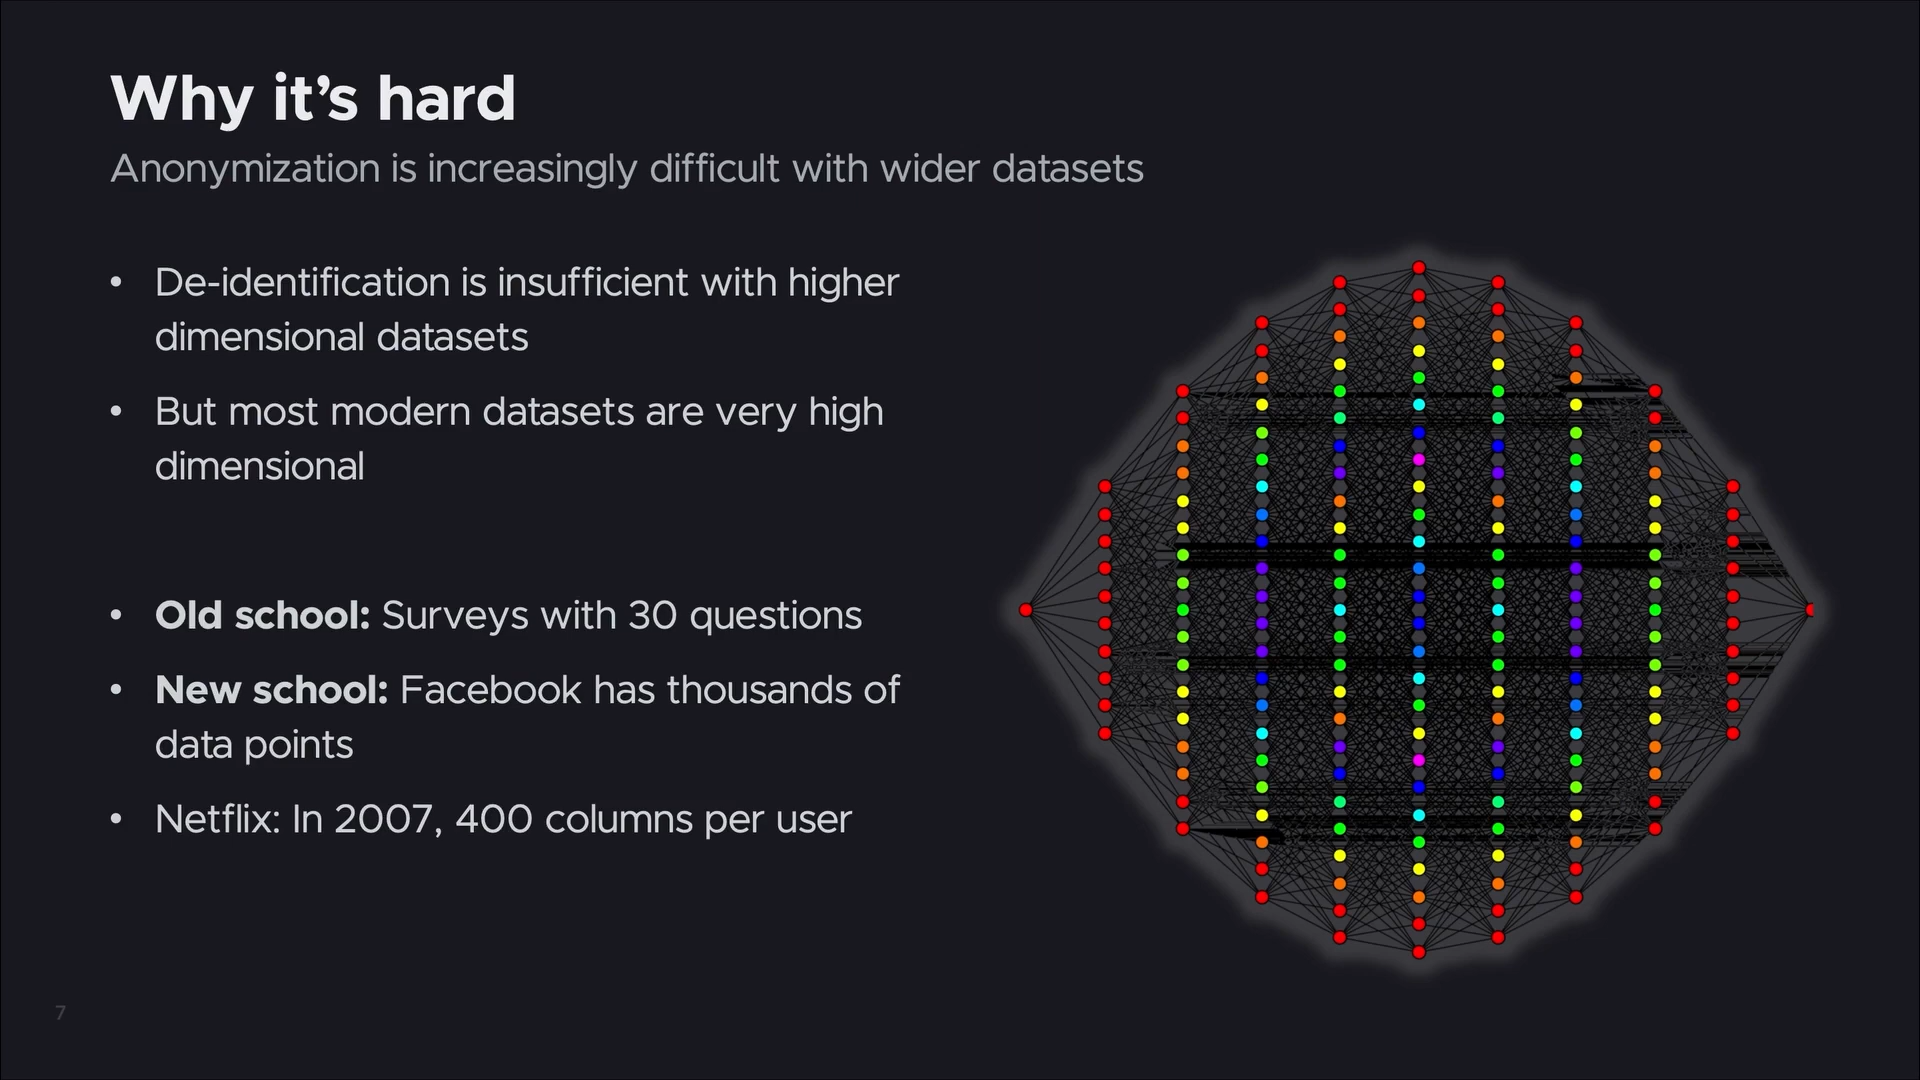 Why it’s hard
Anonymization is increasingly difficult with wider datasets
• De-identification is insufficient with higher
dimensional datasets
• But most modern datasets are very high
dimensional
• Old school: Surveys with 30 questions
• New school: Facebook has thousands of
data points
• Netflix: In 2007, 400 columns per user
7